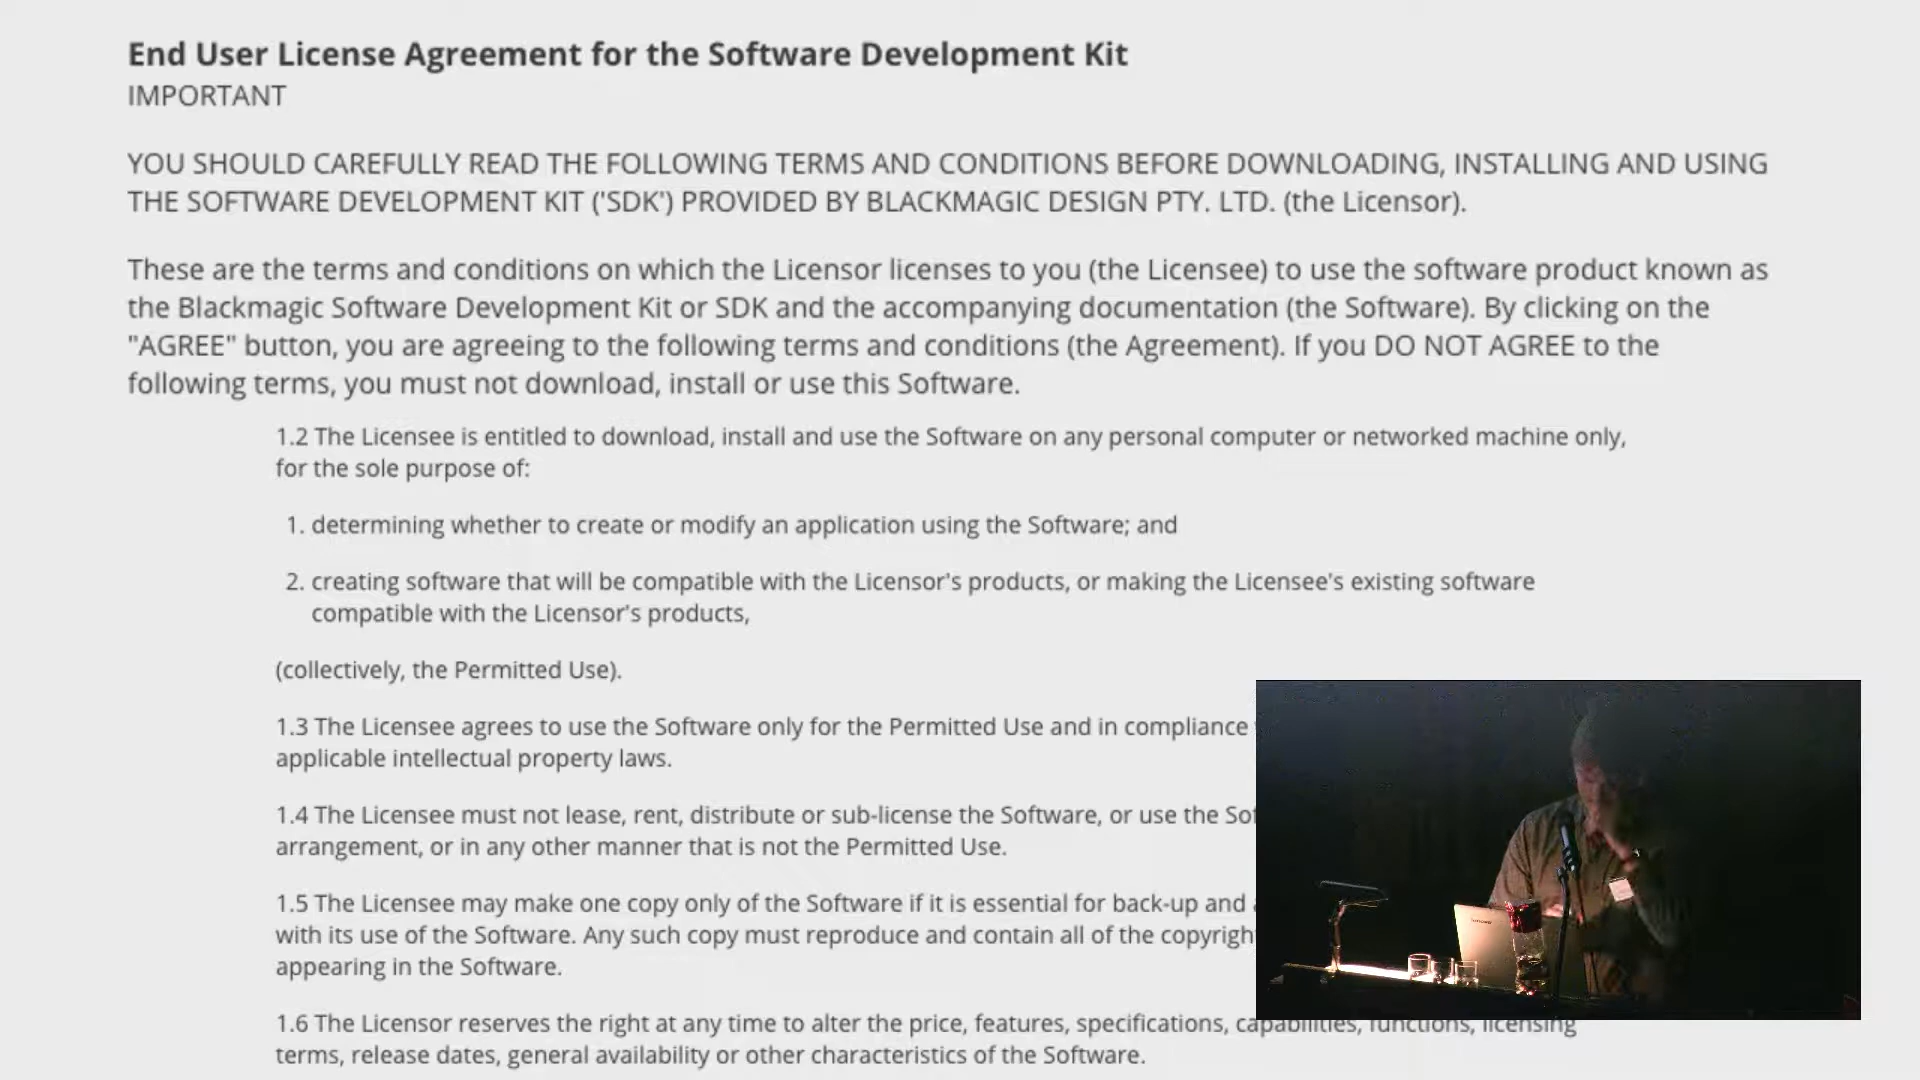 End User License Agreement for the Software Development Kit
IMPORTANT
YOU SHOULD CAREFULLY READ THE FOLLOWING TERMS AND CONDITIONS BEFORE DOWNLOADING, INSTALLING AND USING
THE SOFTWARE DEVELOPMENT KIT ('SDK') PROVIDED BY BLACKMAGIC DESIGN PTY. LTD. (the Licensor).
These are the terms and conditions on which the Licensor licenses to you (the Licensee) to use the software product known as
the Blackmagic Software Development Kit or SDK and the accompanying documentation (the Software). By clicking on the
"AGREE" button, you are agreeing to the following terms and conditions (the Agreement). If you DO NOT AGREE to the
following terms, you must not download, install or use this Software.
1.2 The Licensee is entitled to download, install and use the Software on any personal computer or networked machine only,
for the sole purpose of:
1. determining whether to create or modify an application using the Software; and
2. creating software that will be compatible with the Licensor's products, or making the Licensee's existing software
compatible with the Licensor's products,
(collectively, the Permitted Use).
1.3 The Licensee agrees to use the Software only for the Permitted Use and in compliance
applicable intellectual property laws.
1.4 The Licensee must not lease, rent, distribute or sub-license the Software, or use the
arrangement, or in any other manner that is not the Permitted Use.
1.5 The Licensee may make one copy only of the Software if it is essential for back-up and
with its use of the Software. Any such copy must reproduce and contain all of the copyright
appearing in the Software.
1.6 The Licensor reserves the right at any time to alter the price, features, specifications, capabilities, functions, licensing
terms, release dates, general availability or other characteristics of the Software.